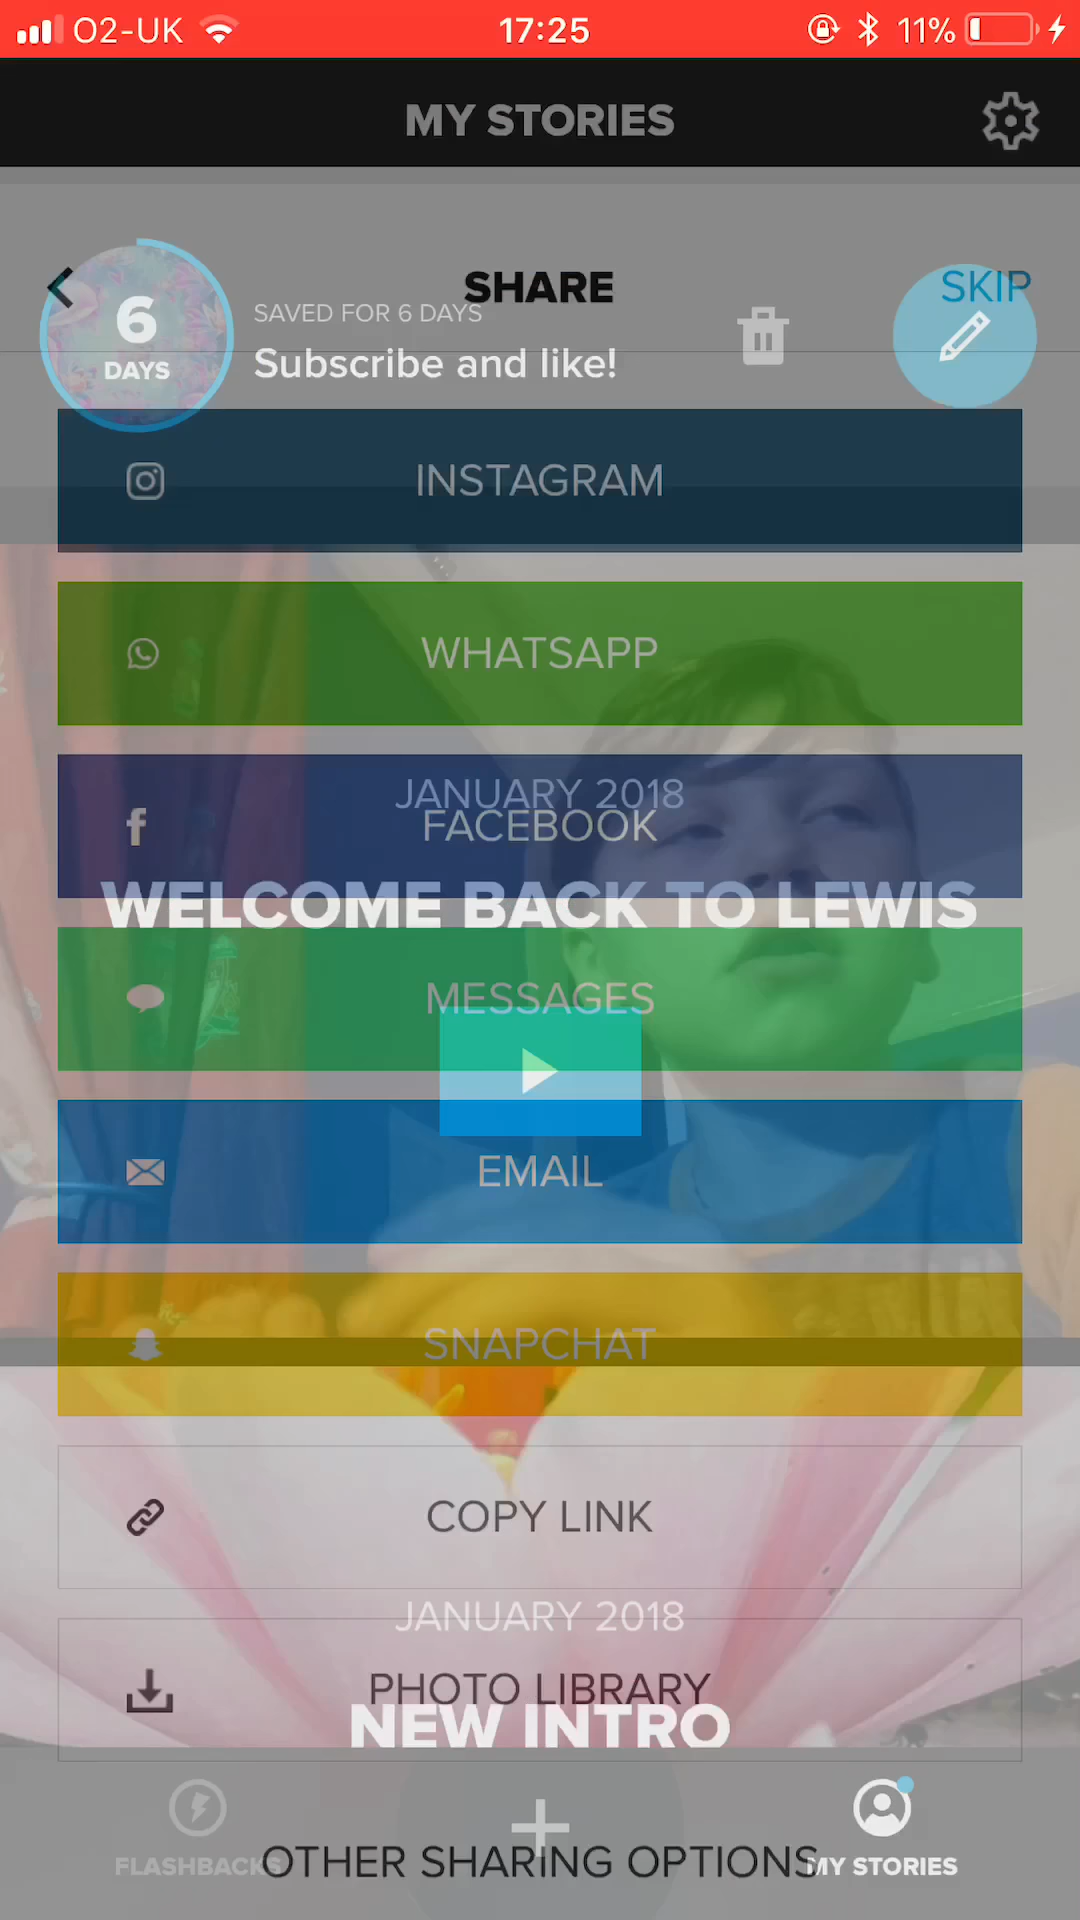 O2-UK 17:25 11%
MY STORIES
SHARE
SKIP
6
DAYS
SAVED FOR 6 DAYS
Subscribe and like!
INSTAGRAM
WHATSAPP
JANUARY 2018
FACEBOOK
WELCOME BACK TO LEWIS
MESSAGES
EMAIL
SNAPCHAT
COPY LINK
JANUARY 2018
PHOTO LIBRARY
NEW INTRO
FLASHBACKS
OTHER SHARING OPTIONS
MY STORIES